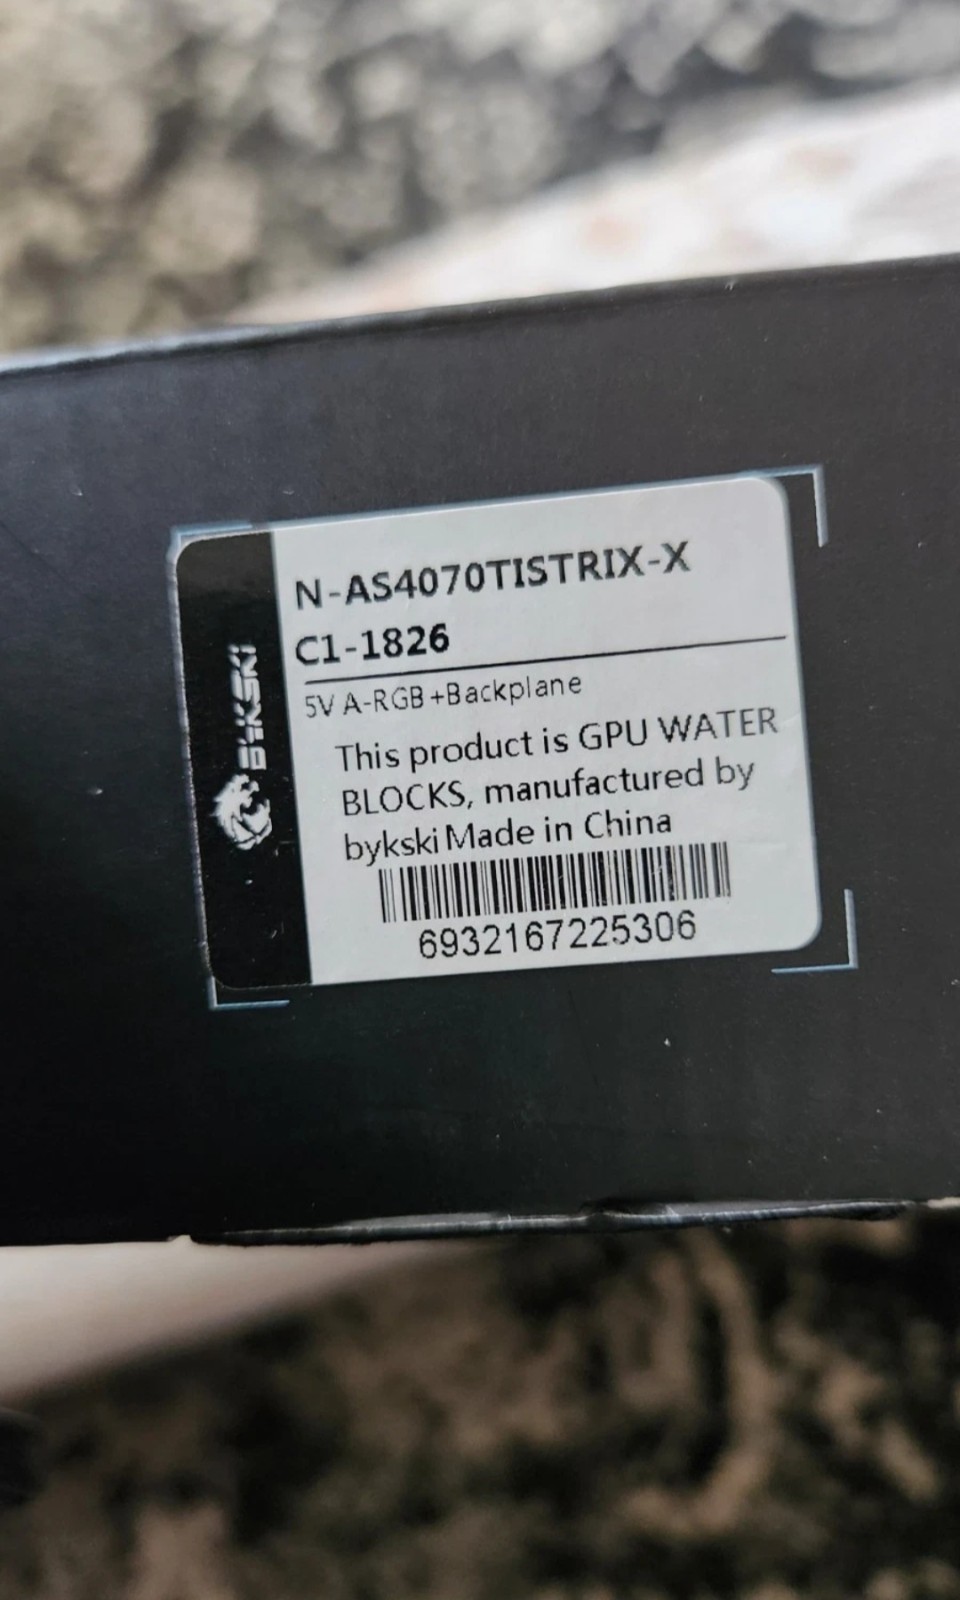 BYKSKI
N-AS4070TISTRIX-X
C1-1826
5V A-RGB+Backplane
This product is GPU WATER
BLOCKS, manufactured by
bykski Made in China
6932167225306